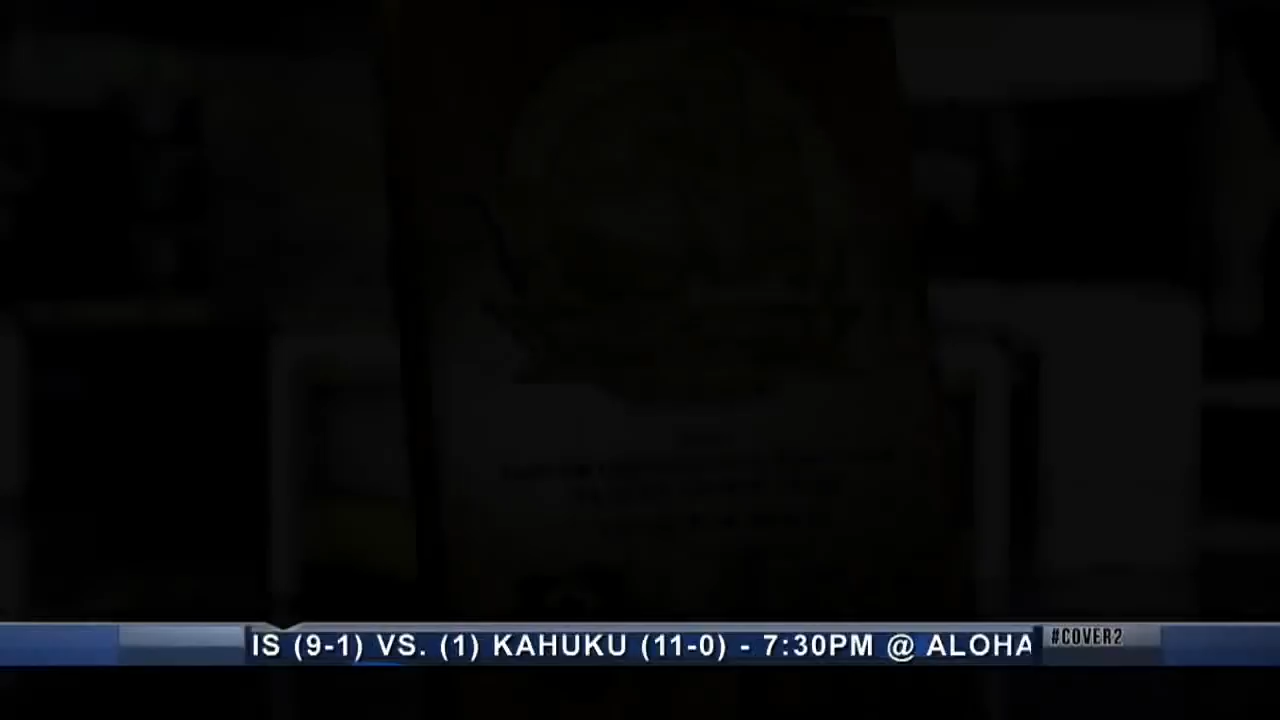 IS (9-1) VS. (1) KAHUKU (11-0) - 7:30PM @ ALOHA
#COVER2